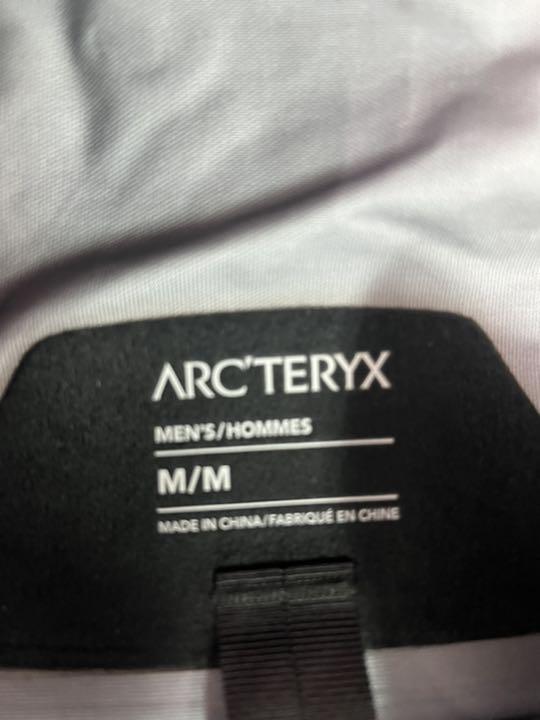 ARC'TERYX
MEN'S/HOMMES
M/M
MADE IN CHINA/FABRIQUÉ EN CHINE